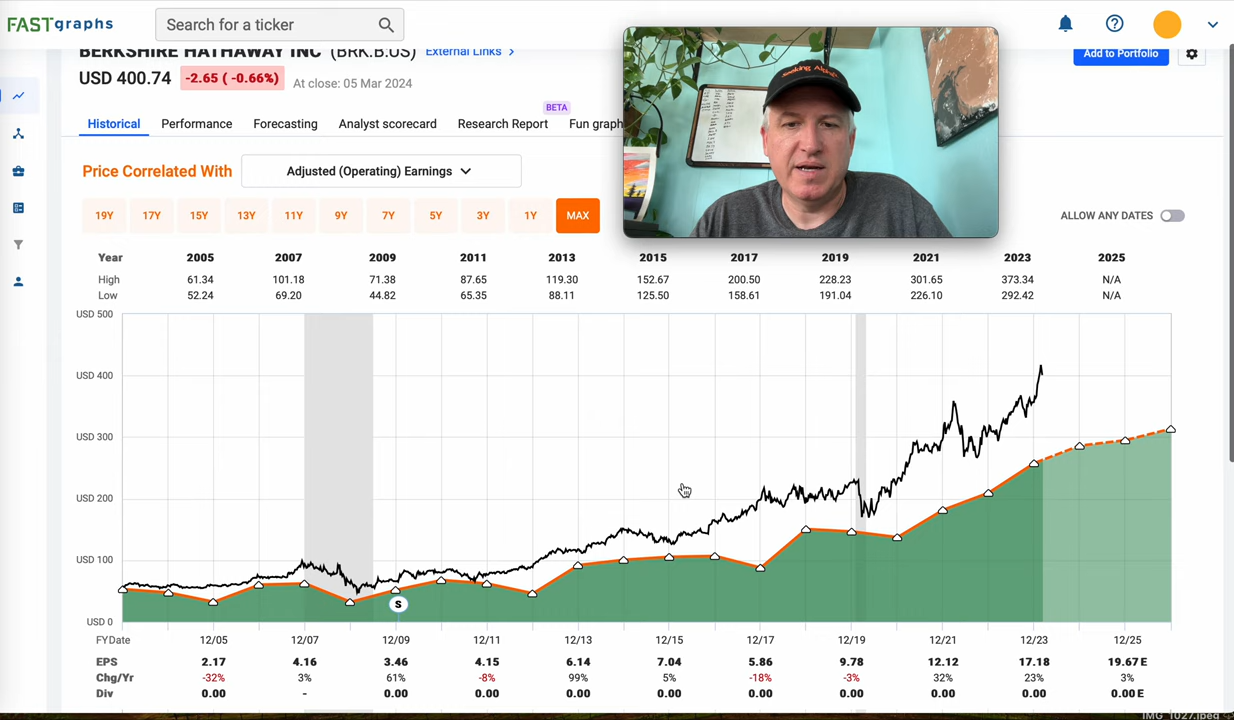 FASTgraphs
Search for a ticker
BERKSHIRE HATHAWAY INC (BRK.B:US) External Links >
USD 400.74 -2.65 ( -0.66%) At close: 05 Mar 2024
Add to Portfolio
BETA
Historical Performance Forecasting Analyst scorecard Research Report Fun graph
Price Correlated With Adjusted (Operating) Earnings
19Y 17Y 15Y 13Y 11Y 9Y 7Y 5Y 3Y 1Y MAX
ALLOW ANY DATES
Seeking Alpha
Year 2005 2007 2009 2011 2013 2015 2017 2019 2021 2023 2025
High 61.34 101.18 71.38 87.65 119.30 152.67 200.50 228.23 301.65 373.34 N/A
Low 52.24 69.20 44.82 65.35 88.11 125.50 158.61 191.04 226.10 292.42 N/A
USD 500
USD 400
USD 300
USD 200
USD 100
USD 0
S
FYDate 12/05 12/07 12/09 12/11 12/13 12/15 12/17 12/19 12/21 12/23 12/25
EPS 2.17 4.16 3.46 4.15 6.14 7.04 5.86 9.78 12.12 17.18 19.67 E
Chg/Yr -32% 3% 61% -8% 99% 5% -18% -3% 32% 23% 3%
Div 0.00 - 0.00 0.00 0.00 0.00 0.00 0.00 0.00 0.00 0.00 E
IMG_1027.jpeg